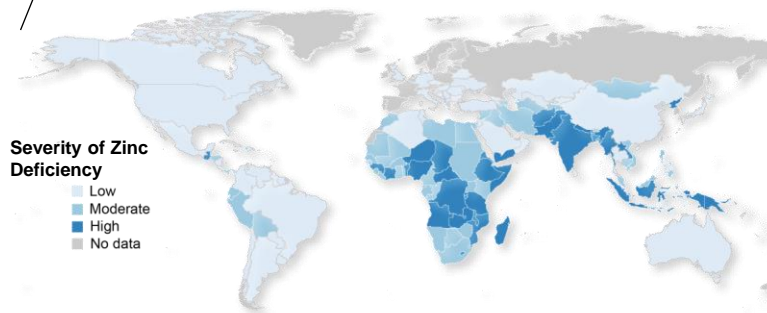 Severity of Zinc
Deficiency
Low
Moderate
High
No data